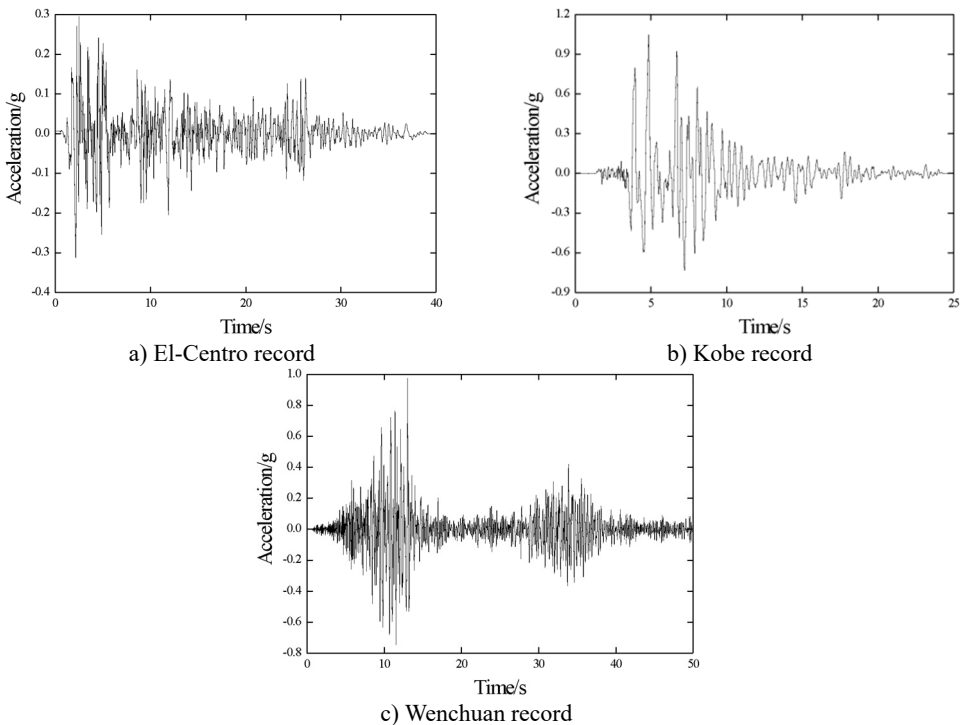 0.3
0.2
0.1
0.0
-0.1
-0.2
-0.3
-0.4
Acceleration/g
0 10 20 30 40
Time/s
a) El-Centro record
1.2
0.9
0.6
0.3
0.0
-0.3
-0.6
-0.9
Acceleration/g
0 5 10 15 20 25
Time/s
b) Kobe record
1.0
0.8
0.6
0.4
0.2
0.0
-0.2
-0.4
-0.6
-0.8
Acceleration/g
0 10 20 30 40 50
Time/s
c) Wenchuan record